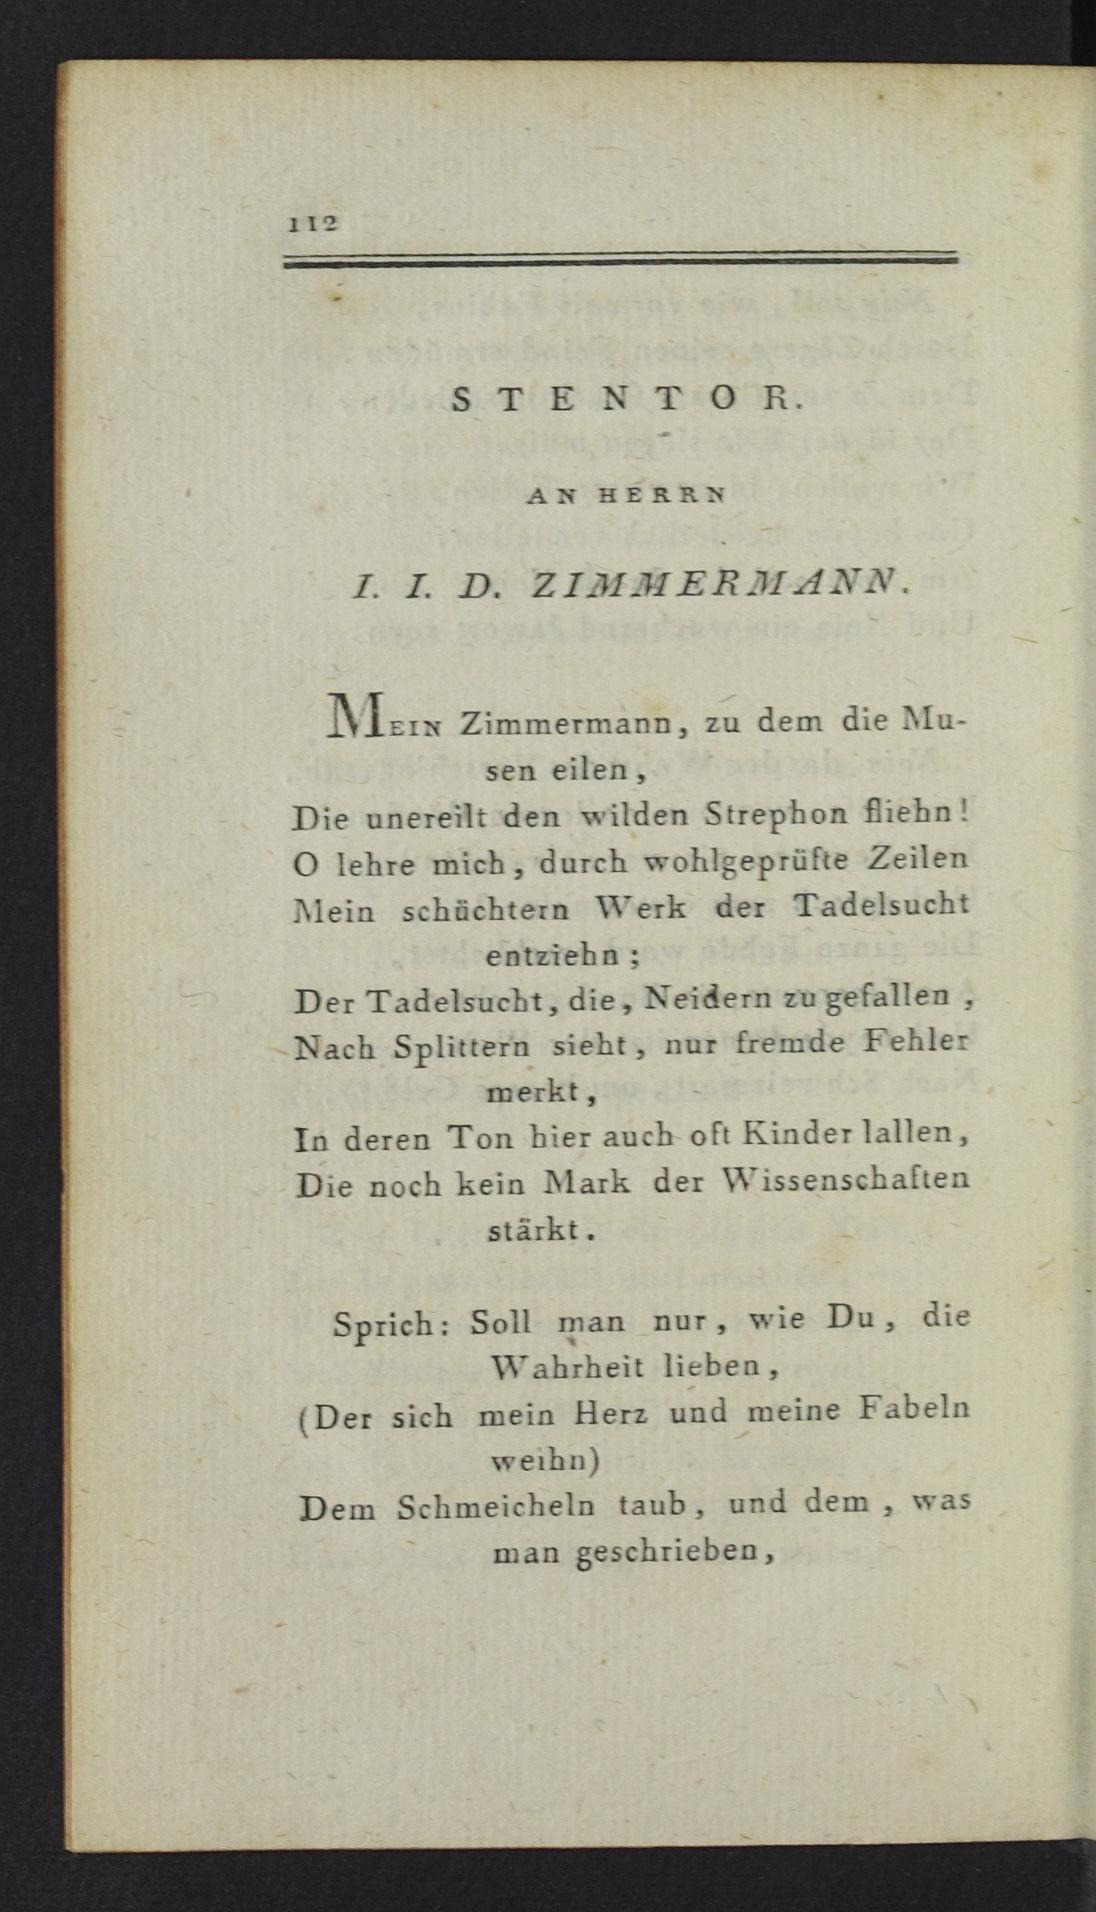 112
STENTOR.
AN HERRN
I. I. D. ZIMMERMANN.
MEIN Zimmermann, zu dem die Mu-
sen eilen,
Die unereilt den wilden Strephon fliehn!
O lehre mich, durch wohlgeprüfte Zeilen
Mein schüchtern Werk der Tadelsucht
entziehn;
Der Tadelsucht, die, Neidern zu gefallen,
Nach Splittern sieht, nur fremde Fehler
merkt,
In deren Ton hier auch oft Kinder lallen,
Die noch kein Mark der Wissenschaften
stärkt.
Sprich: Soll man nur, wie Du, die
Wahrheit lieben,
(Der sich mein Herz und meine Fabeln
weihn)
Dem Schmeicheln taub, und dem, was
man geschrieben,